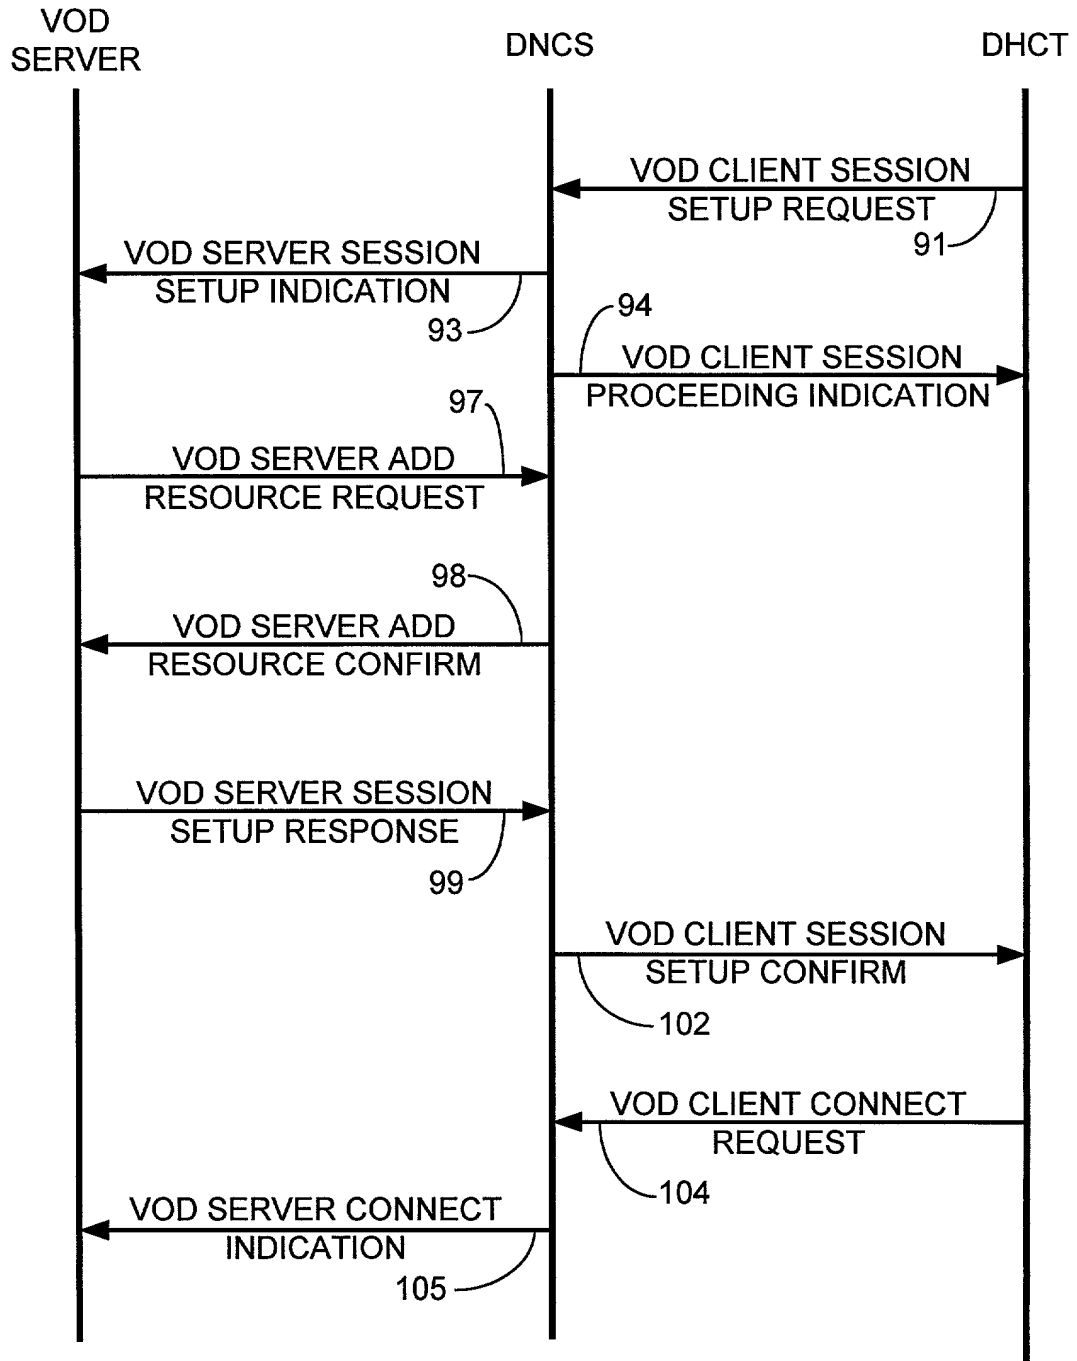 VOD
SERVER
DNCS
DHCT
VOD CLIENT SESSION
SETUP REQUEST
91
VOD SERVER SESSION
SETUP INDICATION
93
94
VOD CLIENT SESSION
PROCEEDING INDICATION
97
VOD SERVER ADD
RESOURCE REQUEST
98
VOD SERVER ADD
RESOURCE CONFIRM
VOD SERVER SESSION
SETUP RESPONSE
99
VOD CLIENT SESSION
SETUP CONFIRM
102
VOD CLIENT CONNECT
REQUEST
104
VOD SERVER CONNECT
INDICATION
105